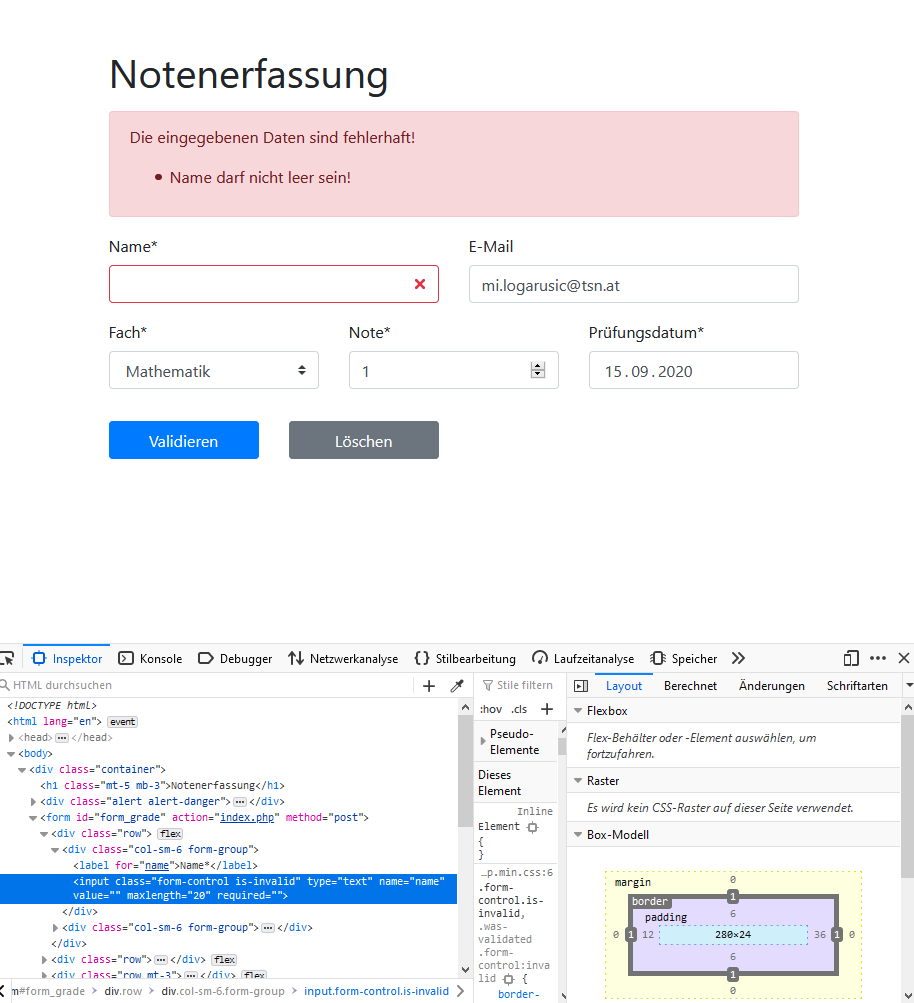 Notenerfassung
Die eingegebenen Daten sind fehlerhaft!
• Name darf nicht leer sein!
Name* E-Mail
mi.logarusic@tsn.at
Fach* Note* Prüfungsdatum*
Mathematik 1 15.09.2020
Validieren Löschen
Inspektor Konsole Debugger Netzwerkanalyse {} Stilbearbeitung Laufzeitanalyse Speicher
HTML durchsuchen
<!DOCTYPE html>
<html lang="en"> event
<head> ··· </head>
<body>
<div class="container">
<h1 class="mt-5 mb-3">Notenerfassung</h1>
<div class="alert alert-danger"> ··· </div>
<form id="form_grade" action="index.php" method="post">
<div class="row"> flex
<div class="col-sm-6 form-group">
<label for="name">Name*</label>
<input class="form-control is-invalid" type="text" name="name"
value="" maxlength="20" required="">
</div>
<div class="col-sm-6 form-group"> ··· </div>
</div>
<div class="row"> ··· </div> flex
<div class="row mt-3"> ··· </div> flex
m#form_grade > div.row > div.col-sm-6.form-group > input.form-control.is-invalid
Stile filtern
:hov .cls +
Pseudo-
Elemente
Dieses
Element
Inline
Element
{
}
…p.min.css:6
.form-
control.is-
invalid,
.was-
validated
.form-
control:inva
lid {
border-
Layout Berechnet Änderungen Schriftarten
Flexbox
Flex-Behälter oder -Element auswählen, um
fortzufahren.
Raster
Es wird kein CSS-Raster auf dieser Seite verwendet.
Box-Modell
margin 0
border 1
padding 6
0 1 12 280×24 36 1 0
6
1
0